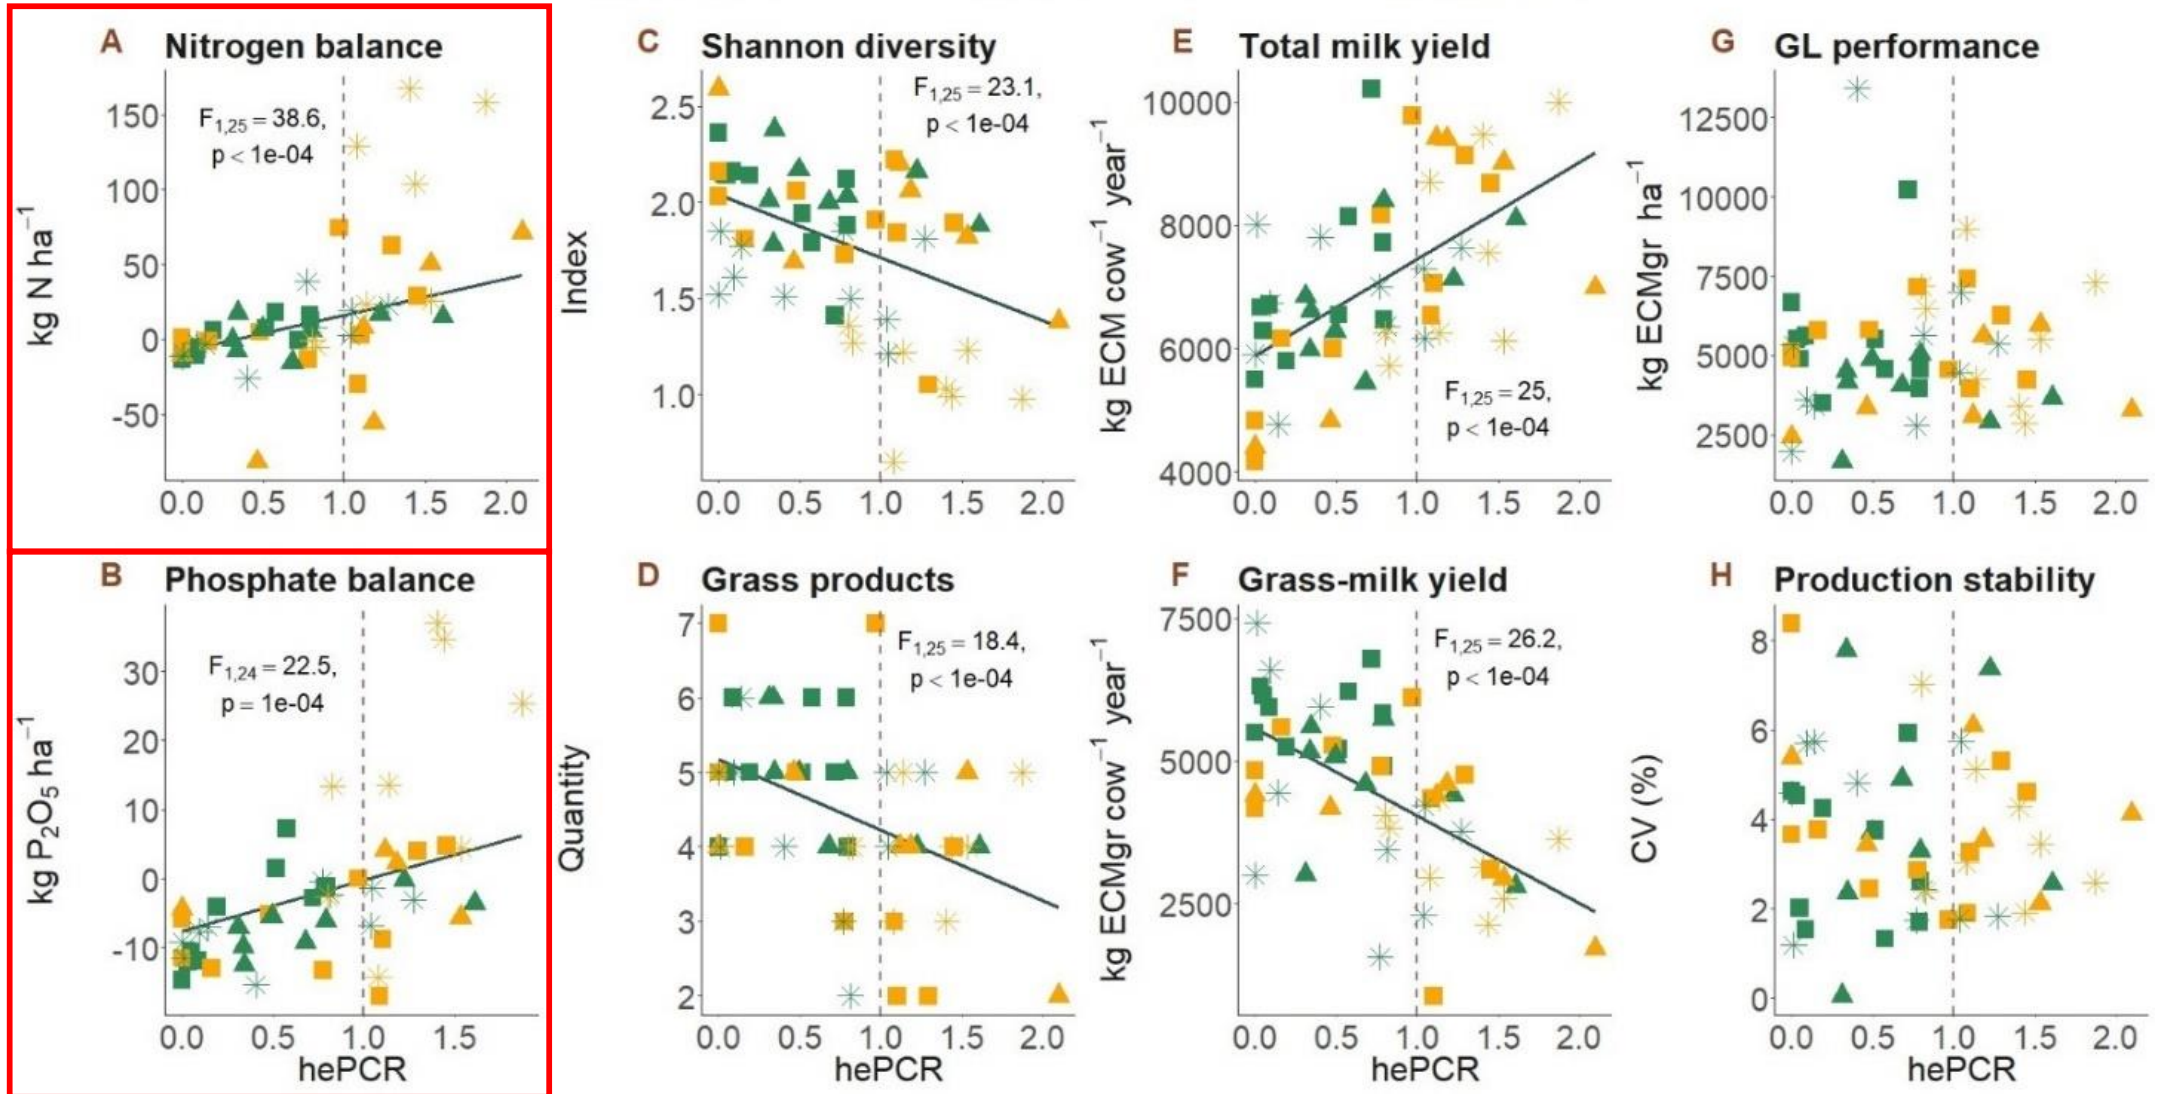 A Nitrogen balance
kg N ha⁻¹
150
100
50
0
-50
F₁,₂₅ = 38.6,
p < 1e-04
0.0 0.5 1.0 1.5 2.0
C Shannon diversity
Index
2.5
2.0
1.5
1.0
F₁,₂₅ = 23.1,
p < 1e-04
0.0 0.5 1.0 1.5 2.0
E Total milk yield
kg ECM cow⁻¹ year⁻¹
10000
8000
6000
4000
F₁,₂₅ = 25,
p < 1e-04
0.0 0.5 1.0 1.5 2.0
G GL performance
kg ECMgr ha⁻¹
12500
10000
7500
5000
2500
0.0 0.5 1.0 1.5 2.0
B Phosphate balance
kg P₂O₅ ha⁻¹
30
20
10
0
-10
F₁,₂₄ = 22.5,
p = 1e-04
0.0 0.5 1.0 1.5
hePCR
D Grass products
Quantity
7
6
5
4
3
2
F₁,₂₅ = 18.4,
p < 1e-04
0.0 0.5 1.0 1.5 2.0
hePCR
F Grass-milk yield
kg ECMgr cow⁻¹ year⁻¹
7500
5000
2500
F₁,₂₅ = 26.2,
p < 1e-04
0.0 0.5 1.0 1.5 2.0
hePCR
H Production stability
CV (%)
8
6
4
2
0
0.0 0.5 1.0 1.5 2.0
hePCR